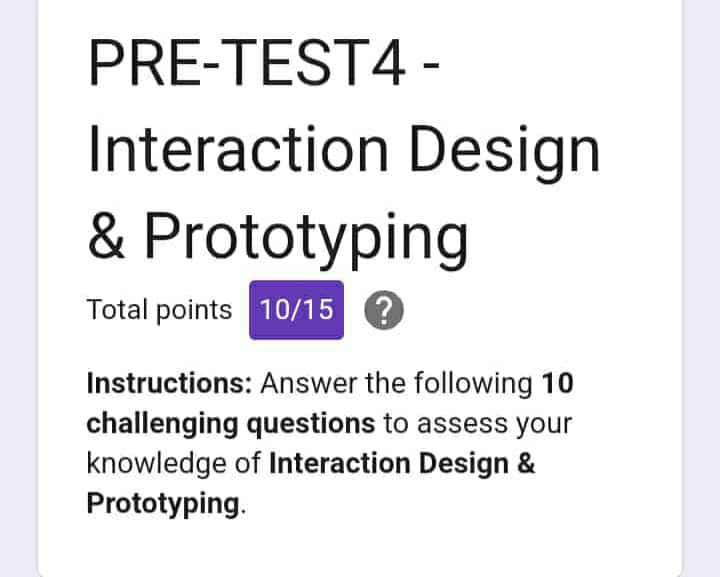 PRE-TEST4 -
Interaction Design
& Prototyping
Total points 10/15 ?
Instructions: Answer the following 10
challenging questions to assess your
knowledge of Interaction Design &
Prototyping.